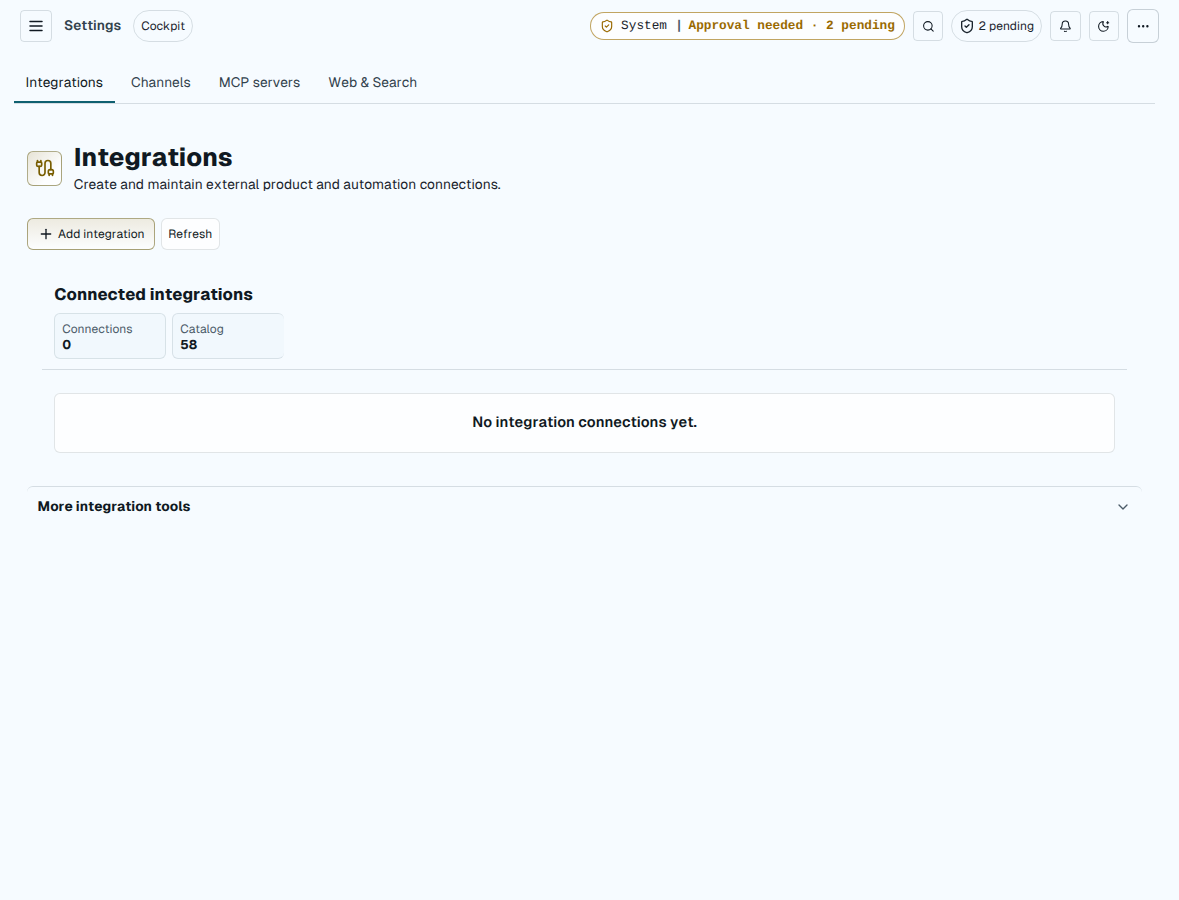 Settings Cockpit System | Approval needed · 2 pending 2 pending
Integrations Channels MCP servers Web & Search
Integrations
Create and maintain external product and automation connections.
Add integration Refresh
Connected integrations
Connections Catalog
0 58
No integration connections yet.
More integration tools